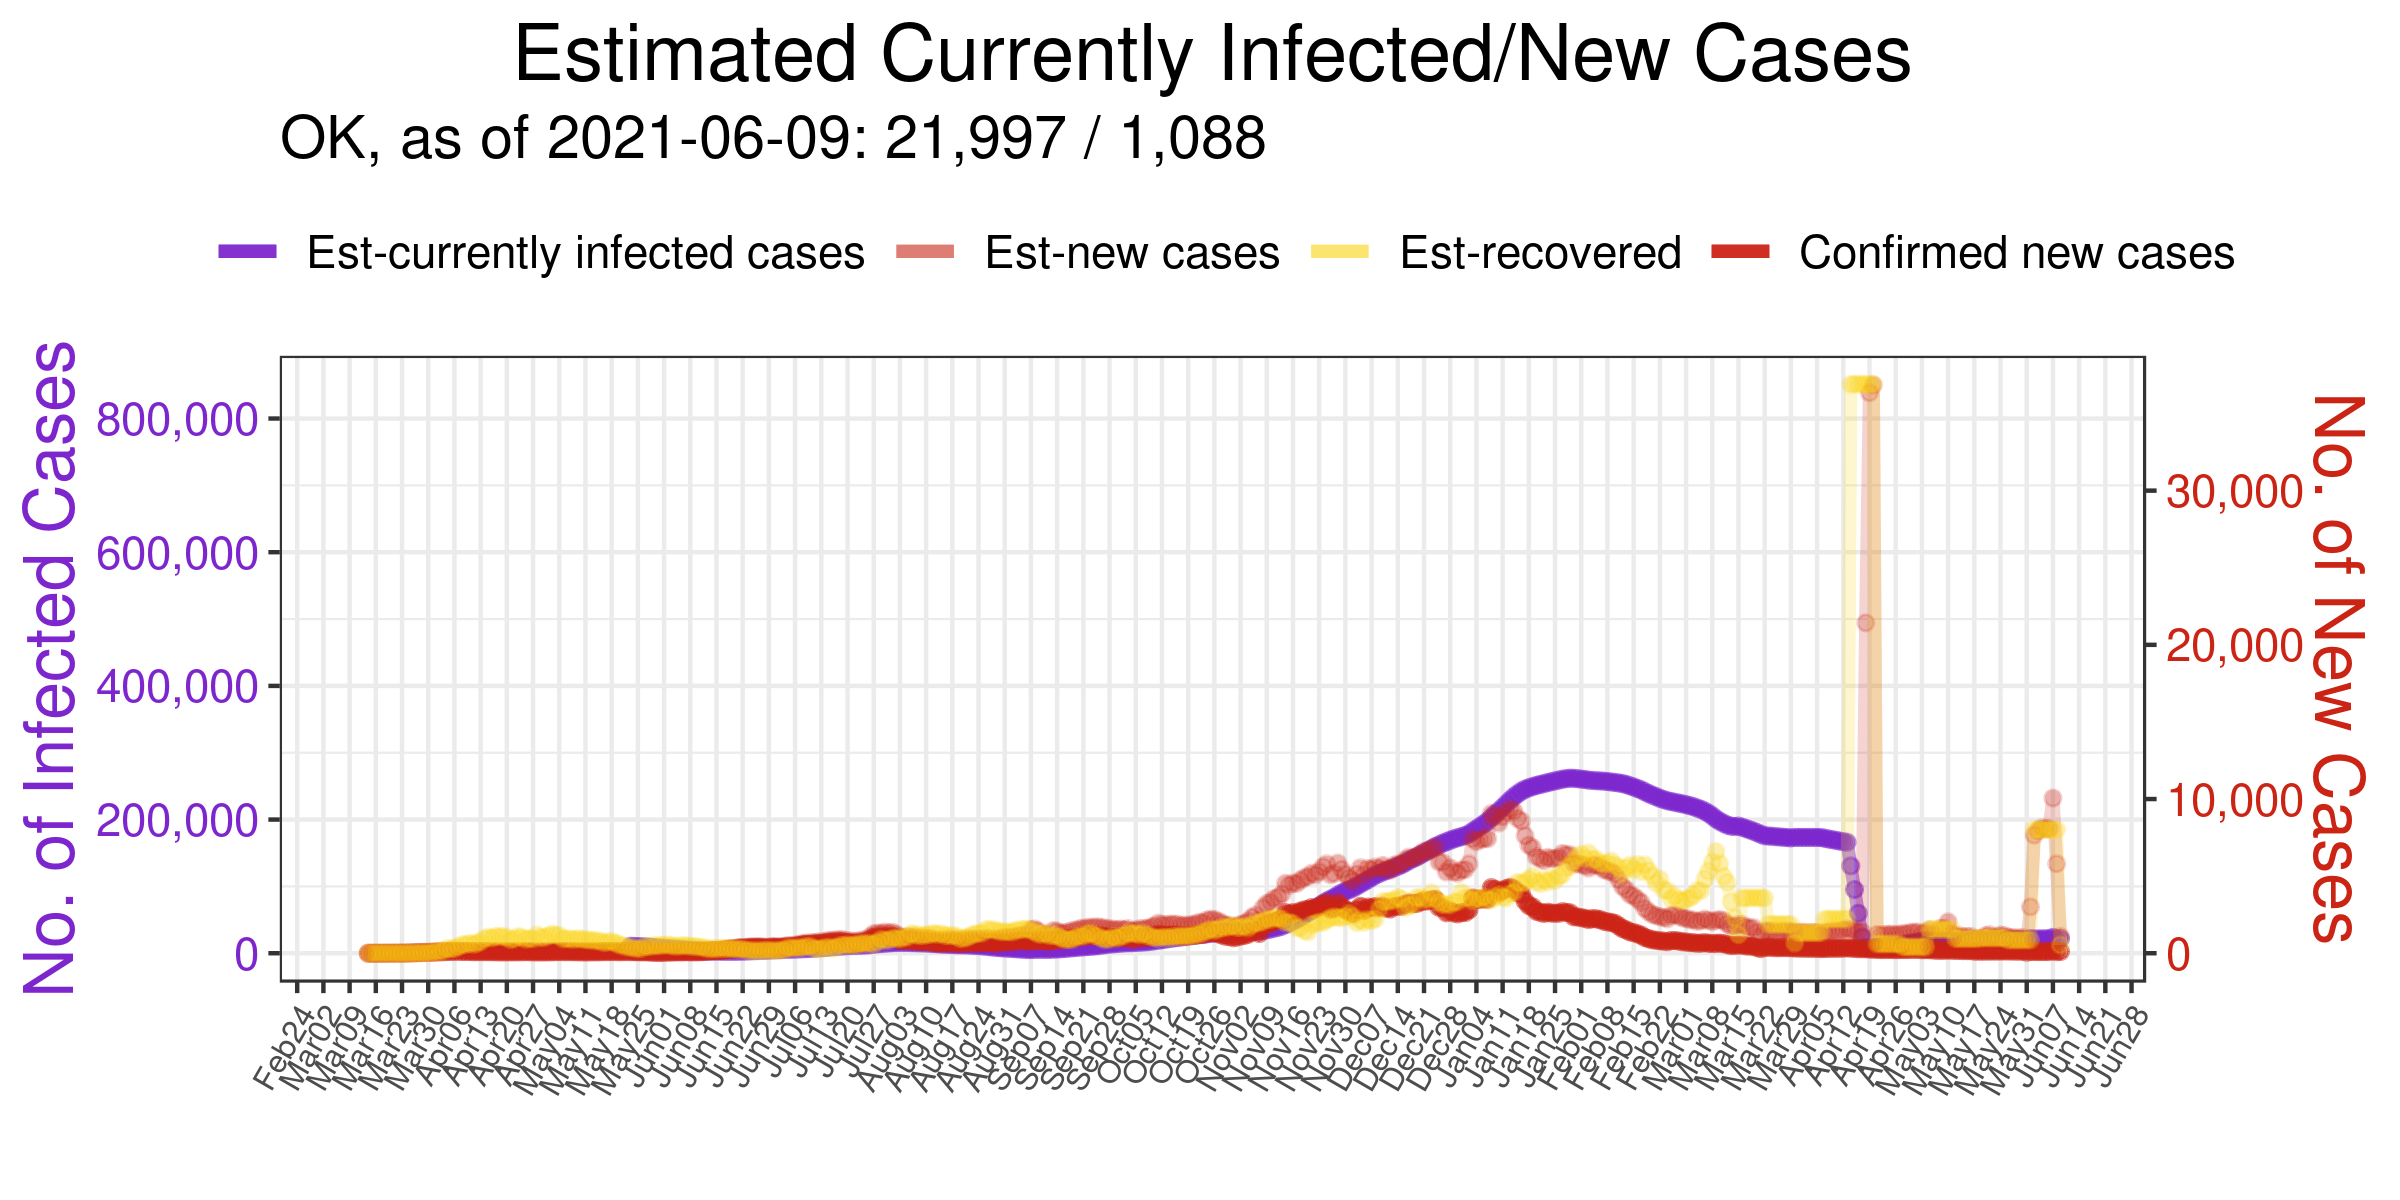 Estimated Currently Infected/New Cases
OK, as of 2021-06-09: 21,997 / 1,088
Est-currently infected cases Est-new cases Est-recovered Confirmed new cases
No. of Infected Cases
800,000
600,000
400,000
200,000
0
30,000
20,000
10,000
0
No. of New Cases
Feb24 Mar02 Mar09 Mar16 Mar23 Mar30 Apr06 Apr13 Apr20 Apr27 May04 May11 May18 May25 Jun01 Jun08 Jun15 Jun22 Jun29 Jul06 Jul13 Jul20 Jul27 Aug03 Aug10 Aug17 Aug24 Aug31 Sep07 Sep14 Sep21 Sep28 Oct05 Oct12 Oct19 Oct26 Nov02 Nov09 Nov16 Nov23 Nov30 Dec07 Dec14 Dec21 Dec28 Jan04 Jan11 Jan18 Jan25 Feb01 Feb08 Feb15 Feb22 Mar01 Mar08 Mar15 Mar22 Mar29 Apr05 Apr12 Apr19 Apr26 May03 May10 May17 May24 May31 Jun07 Jun14 Jun21 Jun28